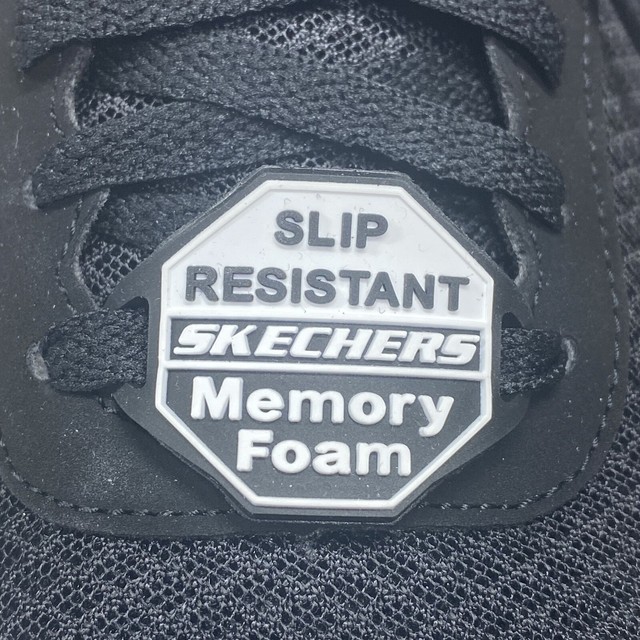 SLIP
RESISTANT
SKECHERS
Memory
Foam